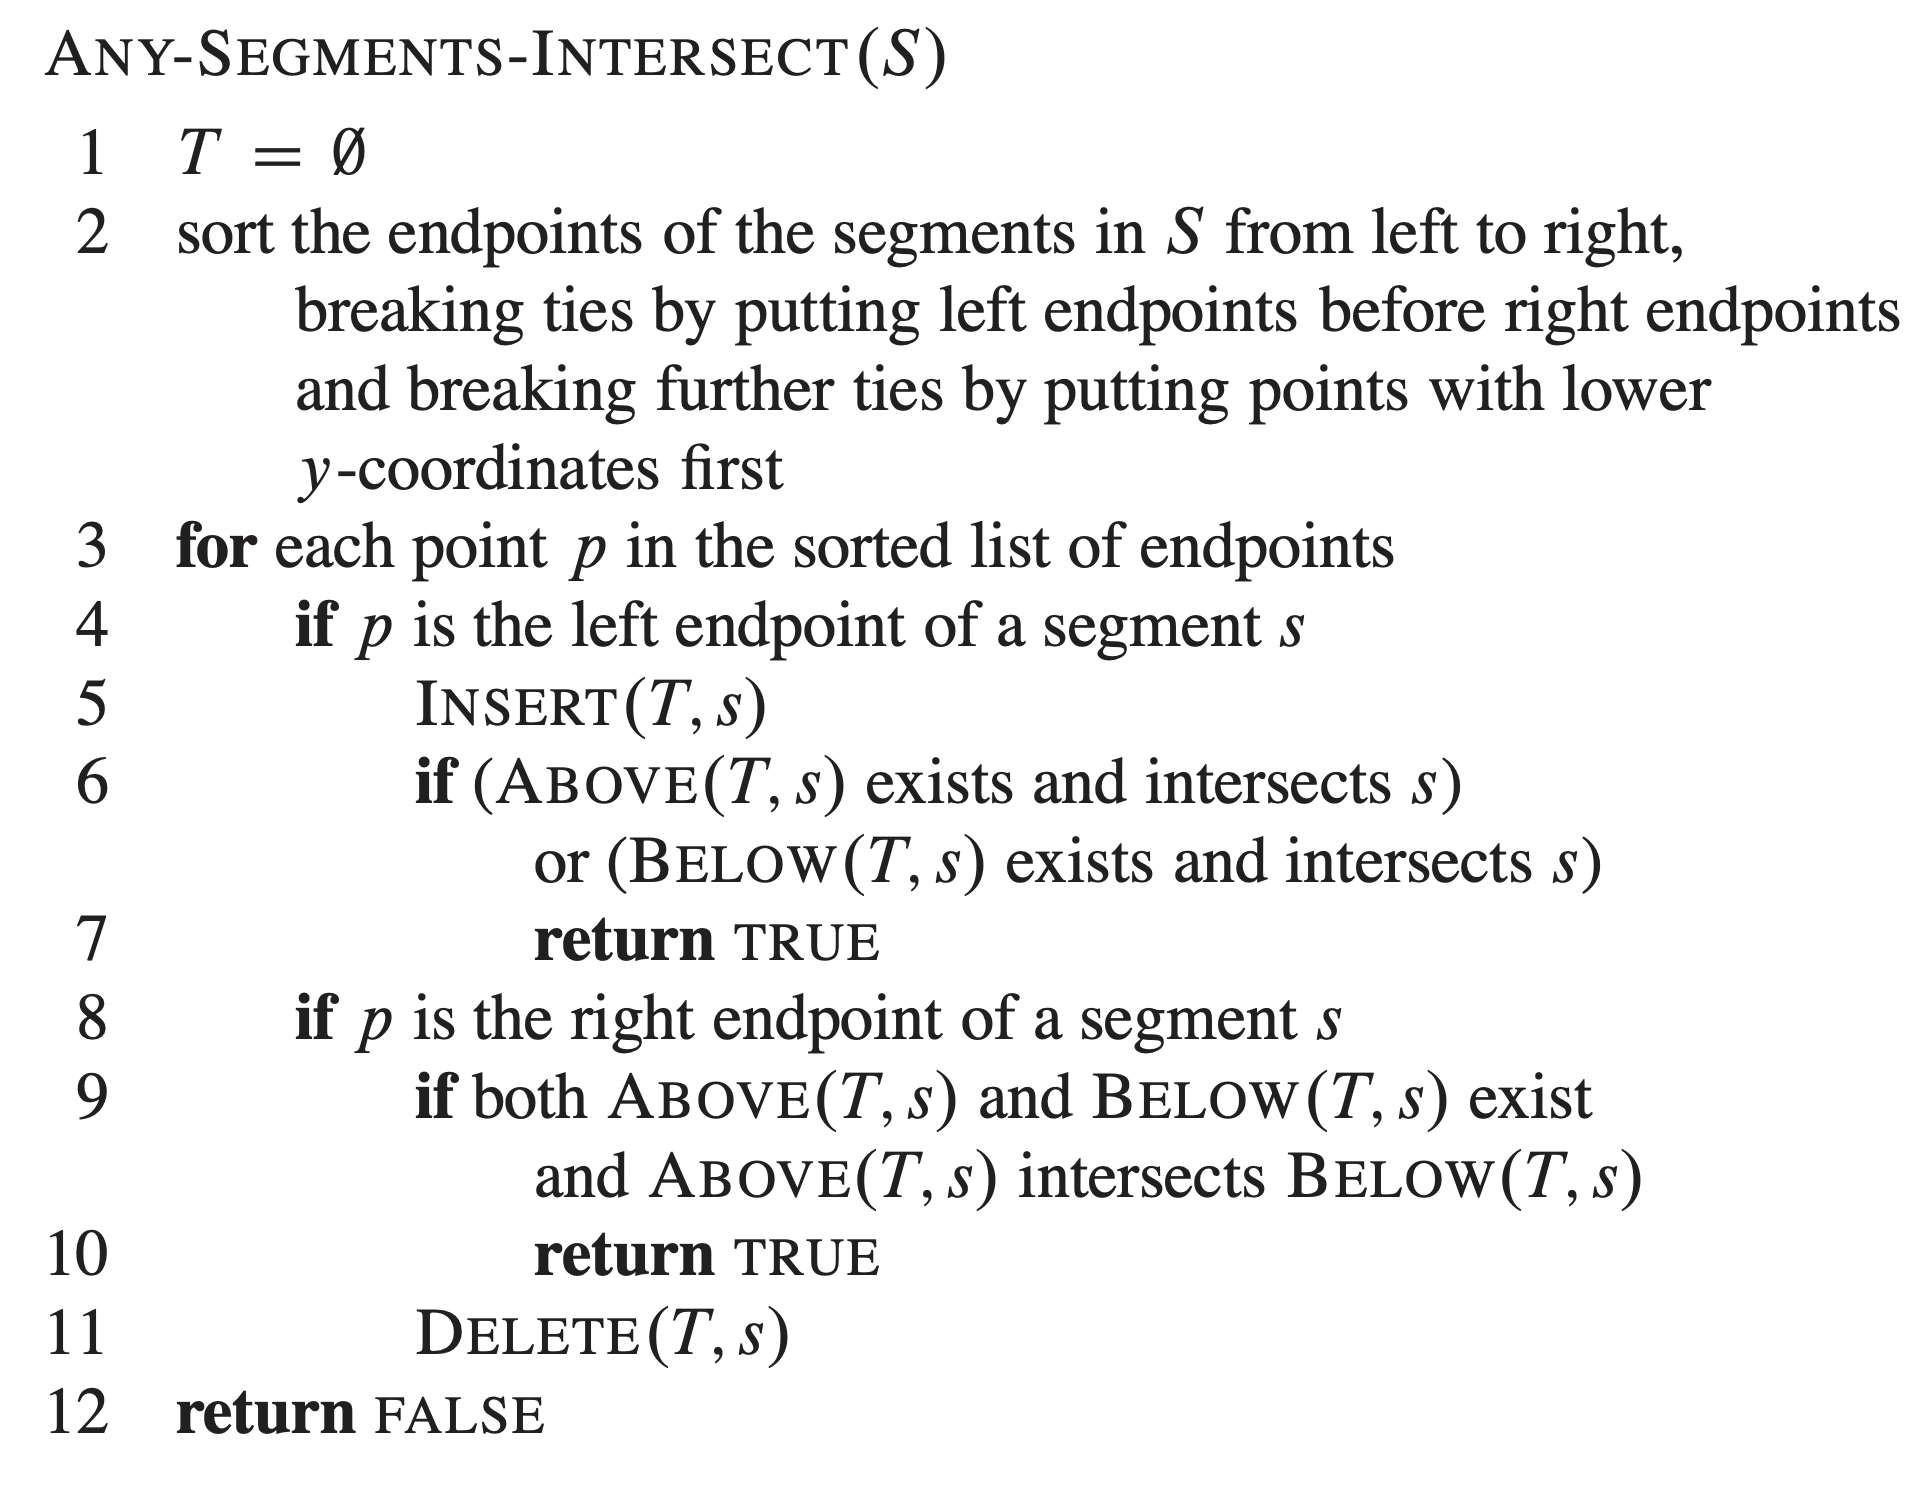 ANY-SEGMENTS-INTERSECT(S)
1 T = ∅
2 sort the endpoints of the segments in S from left to right,
breaking ties by putting left endpoints before right endpoints
and breaking further ties by putting points with lower
y-coordinates first
3 for each point p in the sorted list of endpoints
4 if p is the left endpoint of a segment s
5 INSERT(T, s)
6 if (ABOVE(T, s) exists and intersects s)
or (BELOW(T, s) exists and intersects s)
7 return TRUE
8 if p is the right endpoint of a segment s
9 if both ABOVE(T, s) and BELOW(T, s) exist
and ABOVE(T, s) intersects BELOW(T, s)
10 return TRUE
11 DELETE(T, s)
12 return FALSE